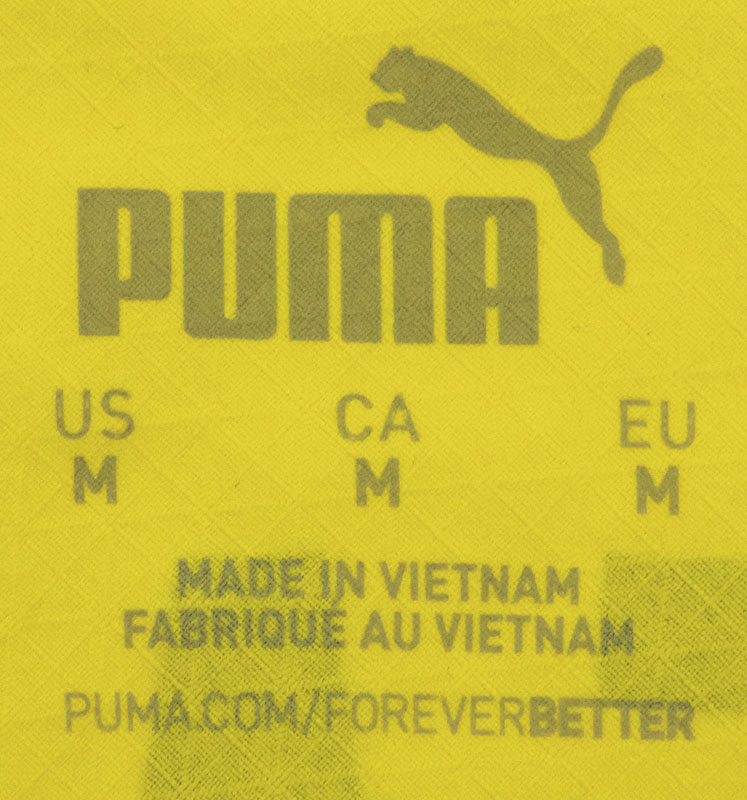 PUMA
US CA EU
M M M
MADE IN VIETNAM
FABRIQUÉ AU VIETNAM
PUMA.COM/FOREVERBETTER